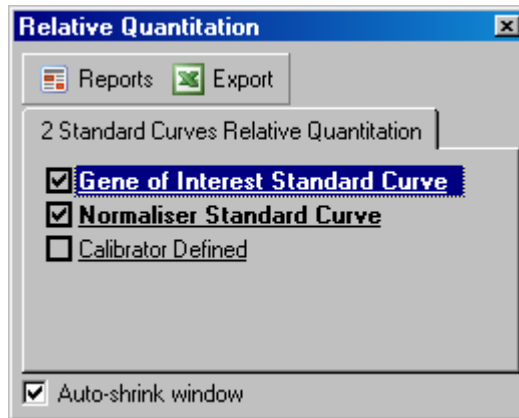 Relative Quantitation
Reports Export
2 Standard Curves Relative Quantitation
Gene of Interest Standard Curve
Normaliser Standard Curve
Calibrator Defined
Auto-shrink window